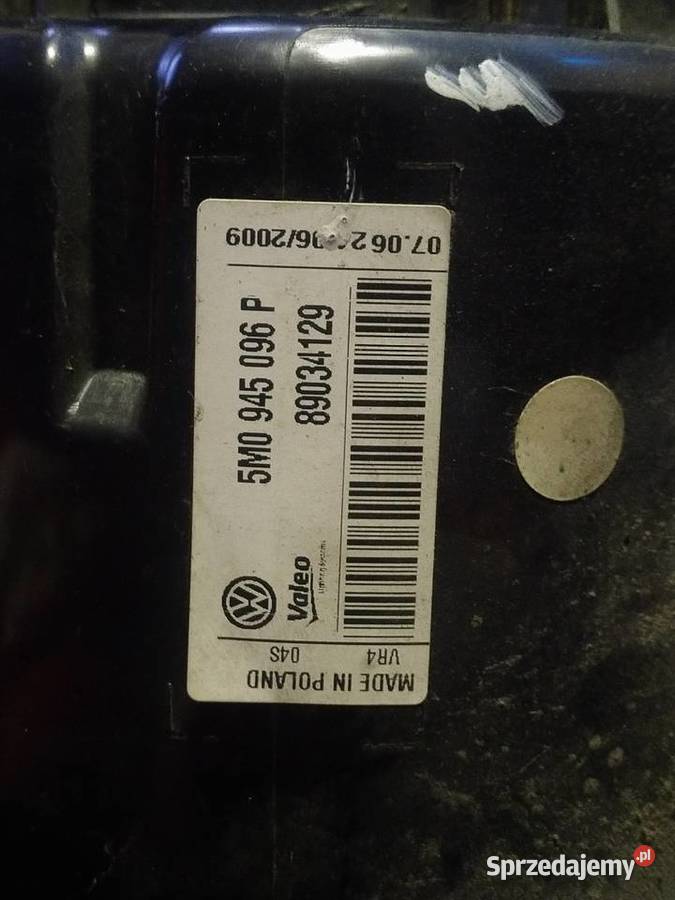 07.06 2 06/2009
5M0 945 096 P
89034129
Valeo
MADE IN POLAND
04S
VR4
Sprzedajemy.pl